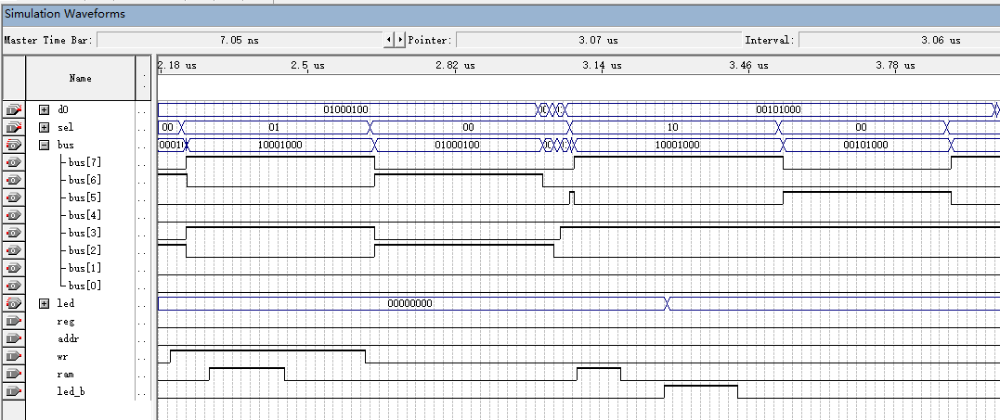 Simulation Waveforms
Master Time Bar: 7.05 ns Pointer: 3.07 us Interval: 3.06 us
Name
2.18 us 2.5 us 2.82 us 3.14 us 3.46 us 3.78 us
d0 01000100 00101000
sel 00 01 00 10 00
bus 10001000 01000100 10001000 00101000
bus[7]
bus[6]
bus[5]
bus[4]
bus[3]
bus[2]
bus[1]
bus[0]
led 00000000
reg
addr
wr
ram
led_b